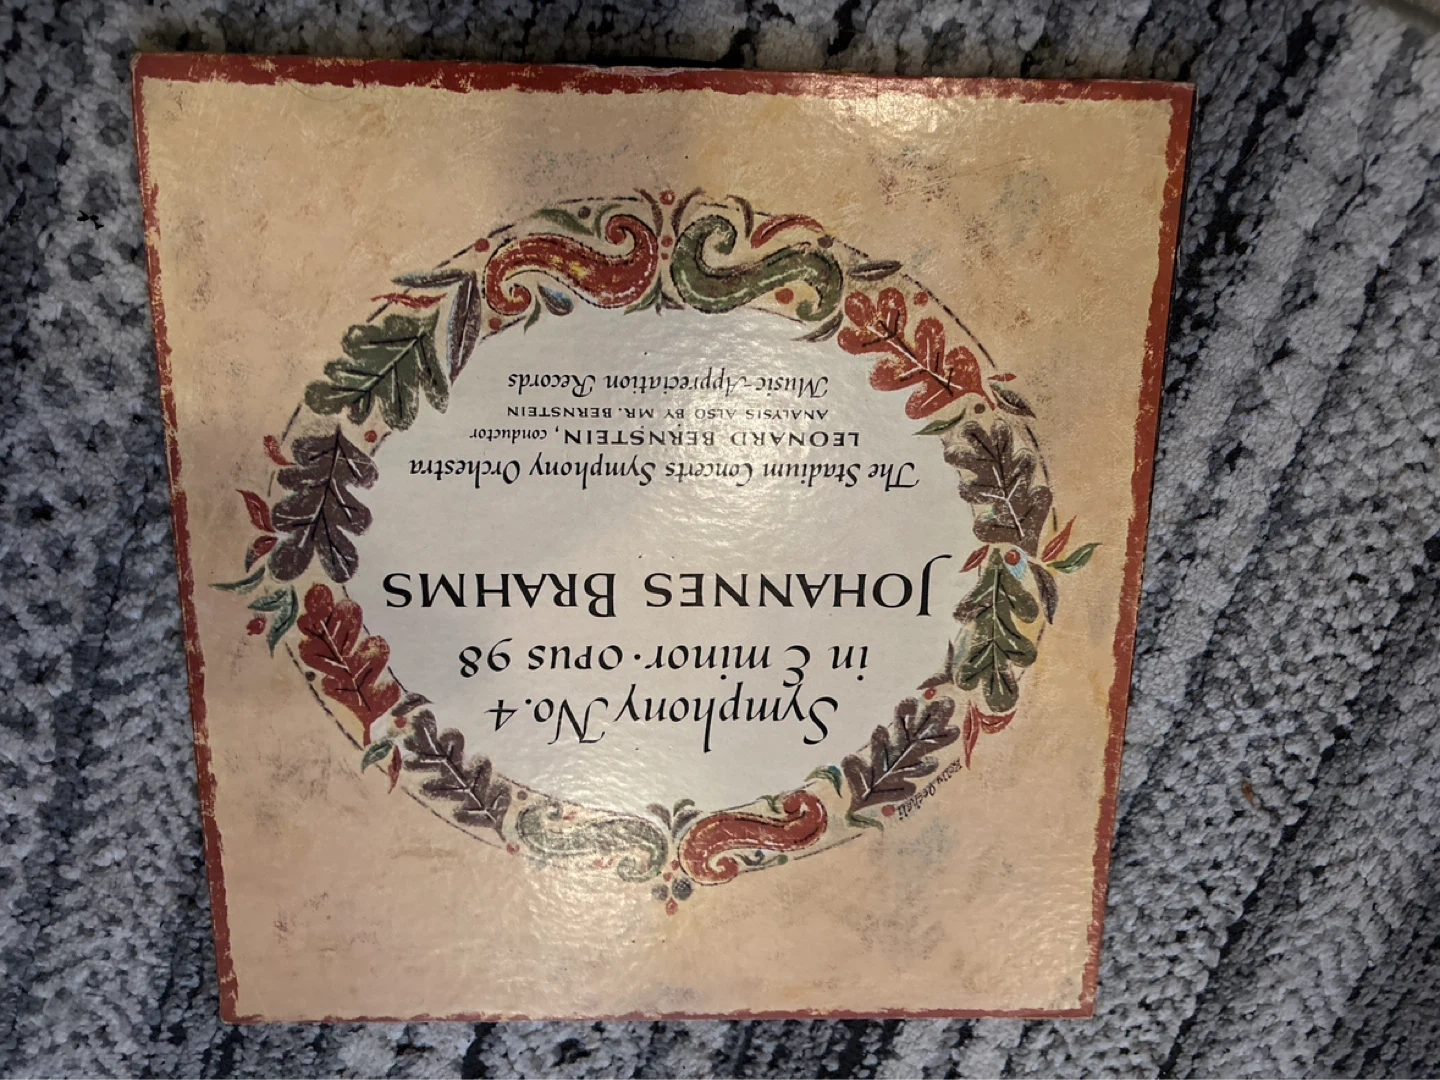 Symphony No. 4
in E minor · opus 98
JOHANNES BRAHMS
The Stadium Concerts Symphony Orchestra
LEONARD BERNSTEIN, conductor
ANALYSIS ALSO BY MR. BERNSTEIN
Music-Appreciation Records